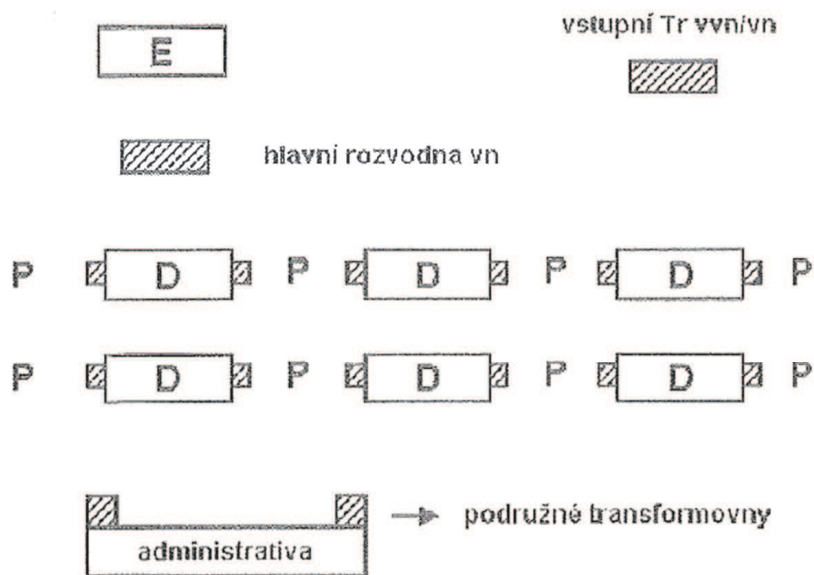 vstupní Tr vvn/vn
E
hlavní rozvodna vn
P D P D P D P
P D P D P D P
podružné transformovny
administrativa